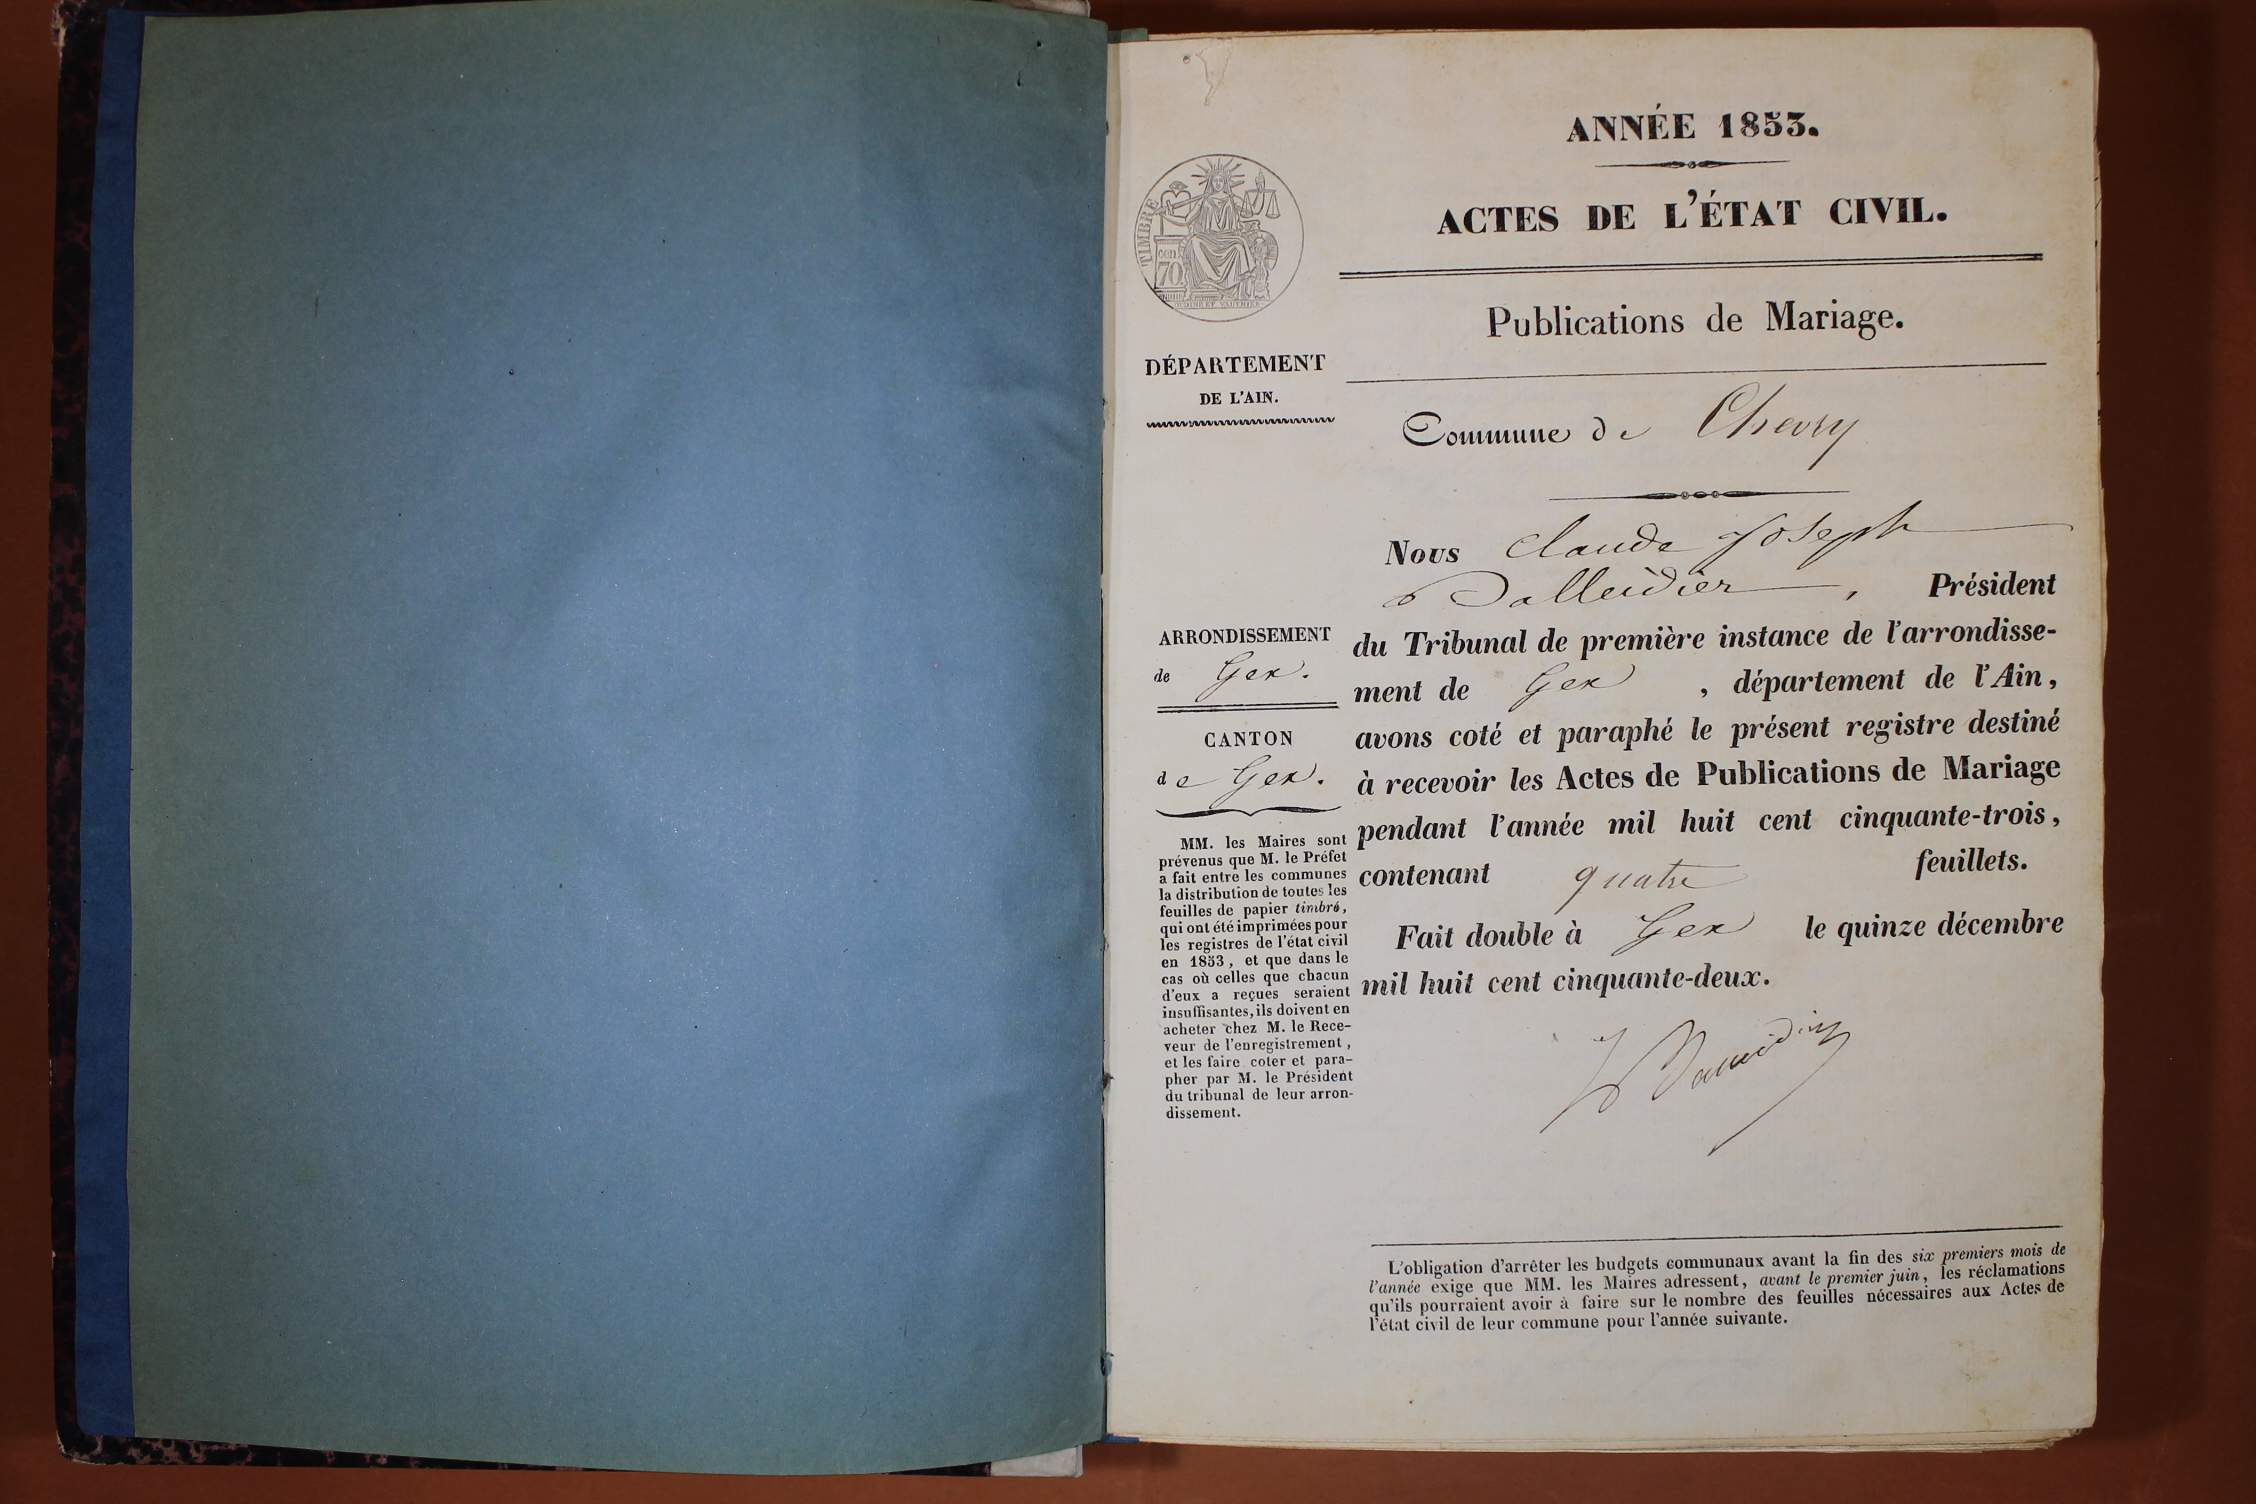 ANNÉE 1853.
ACTES DE L'ÉTAT CIVIL.
Publications de Mariage.
TIMBRE
cen
70
DÉPARTEMENT
DE L'AIN.
Commune de Chevry
ARRONDISSEMENT
de Gex.
CANTON
de Gex.
MM. les Maires sont
prévenus que M. le Préfet
a fait entre les communes
la distribution de toutes les
feuilles de papier timbré,
qui ont été imprimées pour
les registres de l'état civil
en 1853, et que dans le
cas où celles que chacun
d'eux a reçues seraient
insuffisantes, ils doivent en
acheter chez M. le Rece-
veur de l'enregistrement,
et les faire coter et para-
pher par M. le Président
du tribunal de leur arron-
dissement.
Nous Claude Joseph
, Président
du Tribunal de première instance de l'arrondisse-
ment de Gex, département de l'Ain,
avons coté et paraphé le présent registre destiné
à recevoir les Actes de Publications de Mariage
pendant l'année mil huit cent cinquante-trois,
contenant quatre feuillets.
Fait double à Gex le quinze décembre
mil huit cent cinquante-deux.
L'obligation d'arrêter les budgets communaux avant la fin des six premiers mois de
l'année exige que MM. les Maires adressent, avant le premier juin, les réclamations
qu'ils pourraient avoir à faire sur le nombre des feuilles nécessaires aux Actes de
l'état civil de leur commune pour l'année suivante.